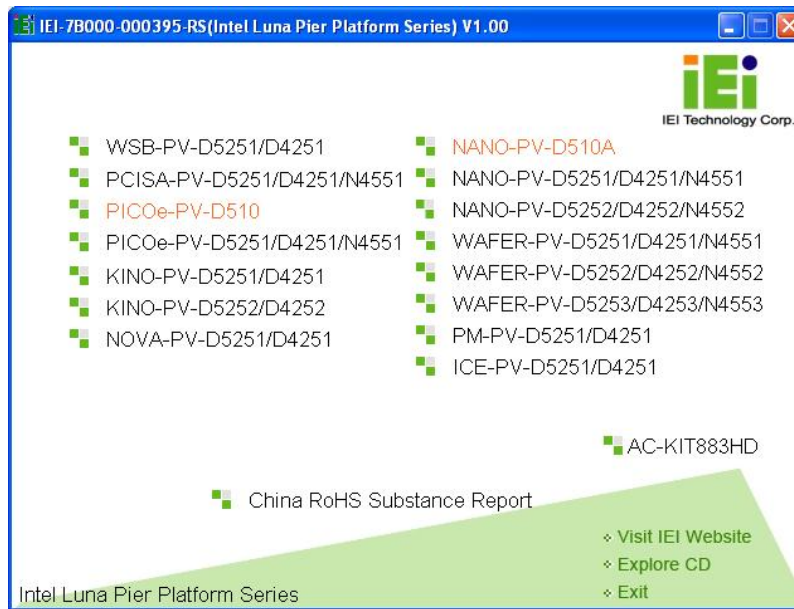 IEI-7B000-000395-RS(Intel Luna Pier Platform Series) V1.00
iEi
IEI Technology Corp.
WSB-PV-D5251/D4251
PCISA-PV-D5251/D4251/N4551
PICOe-PV-D510
PICOe-PV-D5251/D4251/N4551
KINO-PV-D5251/D4251
KINO-PV-D5252/D4252
NOVA-PV-D5251/D4251
NANO-PV-D510A
NANO-PV-D5251/D4251/N4551
NANO-PV-D5252/D4252/N4552
WAFER-PV-D5251/D4251/N4551
WAFER-PV-D5252/D4252/N4552
WAFER-PV-D5253/D4253/N4553
PM-PV-D5251/D4251
ICE-PV-D5251/D4251
AC-KIT883HD
China RoHS Substance Report
Visit IEI Website
Explore CD
Exit
Intel Luna Pier Platform Series